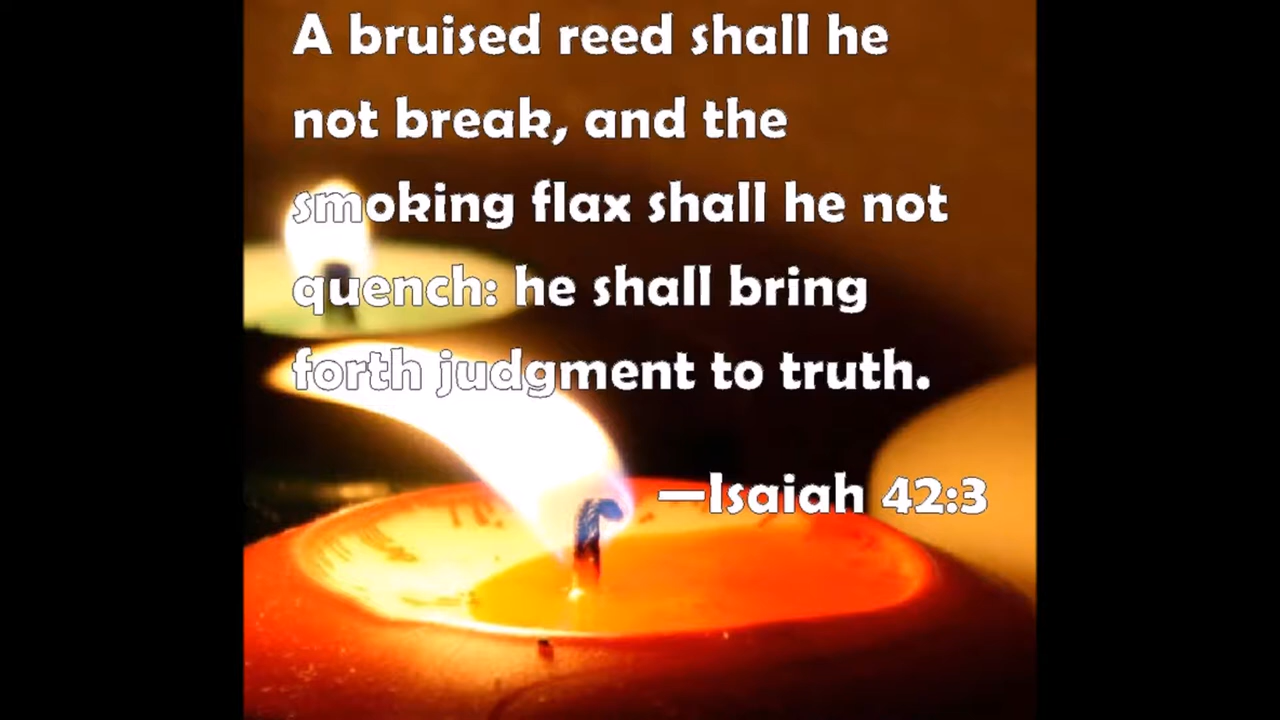 A bruised reed shall he
not break, and the
smoking flax shall he not
quench: he shall bring
forth judgment to truth.
—Isaiah 42:3